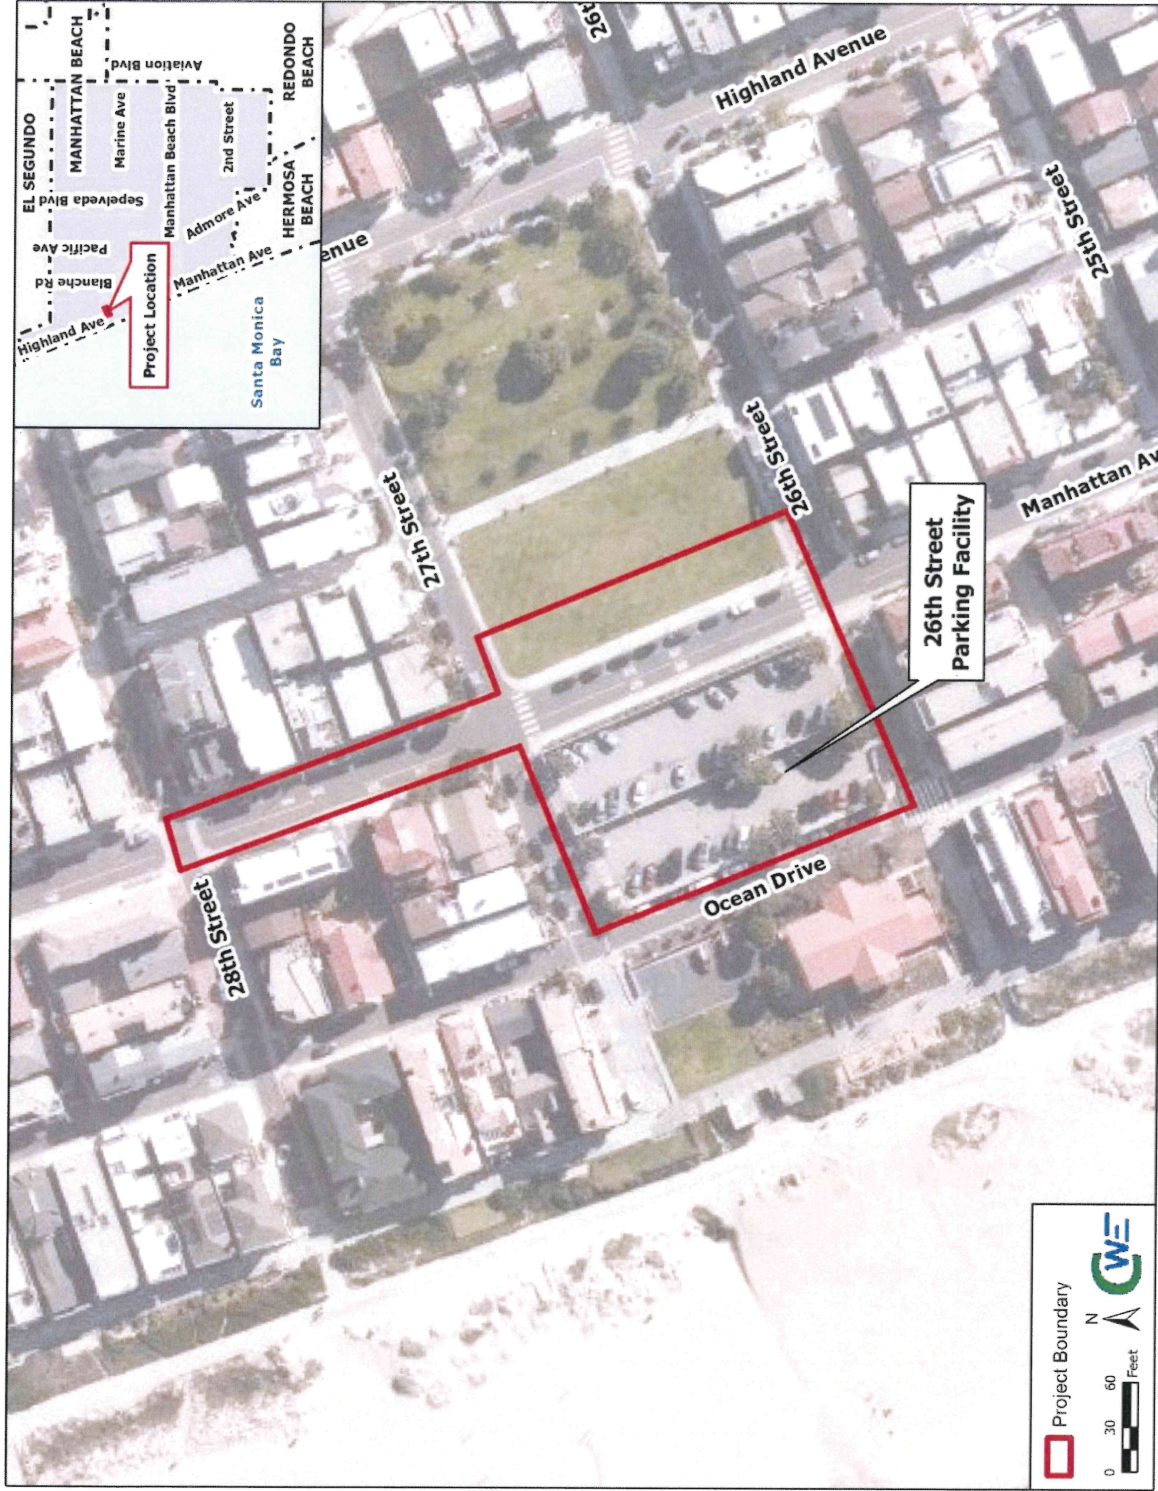 EL SEGUNDO
MANHATTAN BEACH
Aviation Blvd
Marine Ave
Sepelveda Blvd
Pacific Ave
Blanche Rd
Highland Ave
Manhattan Beach Blvd
2nd Street
Admore Ave
Manhattan Ave
REDONDO
BEACH
HERMOSA
BEACH
Project Location
Santa Monica
Bay
26t
Highland Avenue
enue
27th Street
26th Street
25th Street
Manhattan Av
26th Street
Parking Facility
28th Street
Ocean Drive
Project Boundary
N
0 30 60
Feet
CWE